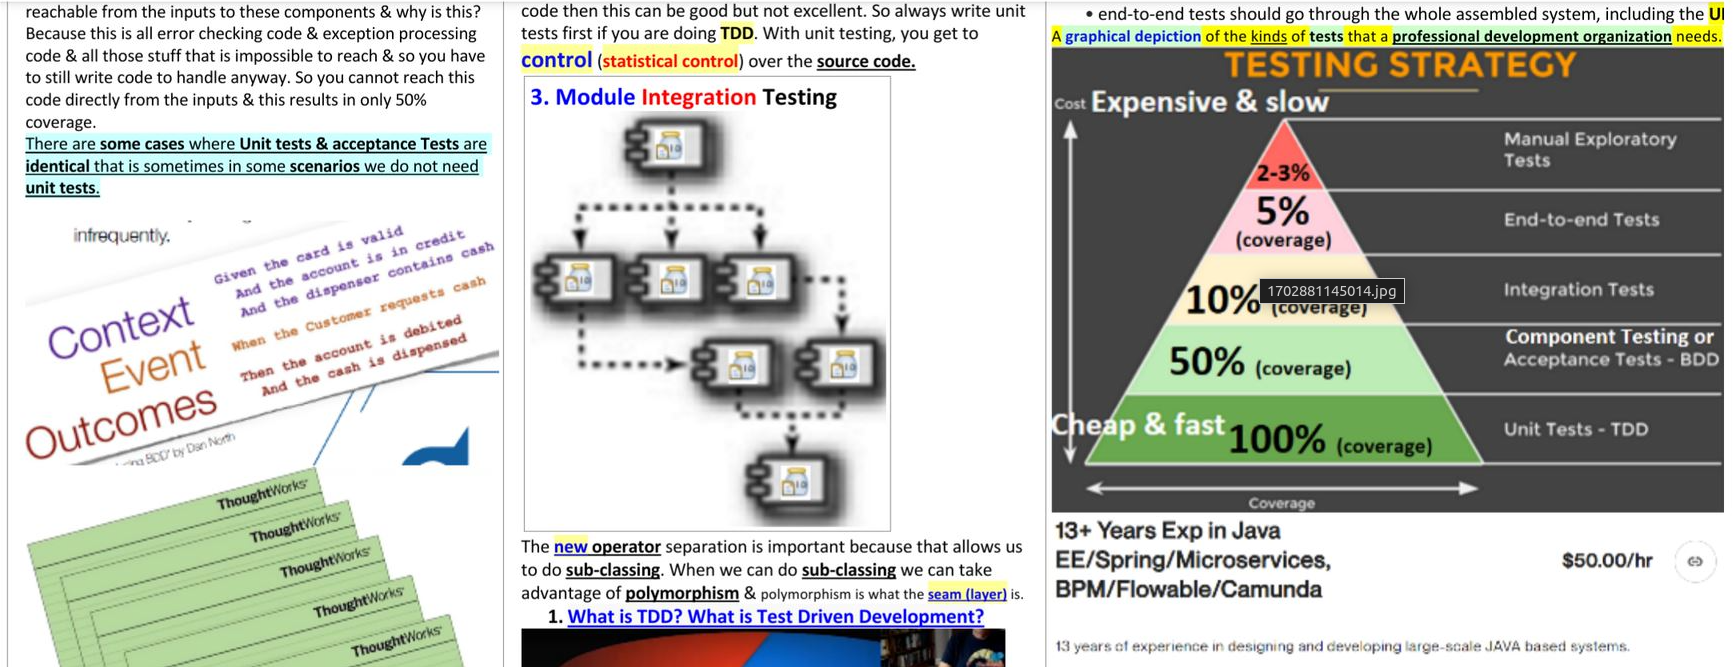 reachable from the inputs to these components & why is this?
Because this is all error checking code & exception processing
code & all those stuff that is impossible to reach & so you have
to still write code to handle anyway. So you cannot reach this
code directly from the inputs & this results in only 50%
coverage.
There are some cases where Unit tests & acceptance Tests are
identical that is sometimes in some scenarios we do not need
unit tests.
infrequently.
Context
Event
Outcomes
Given the card is valid
And the account is in credit
And the dispenser contains cash
When the Customer requests cash
Then the account is debited
And the cash is dispensed
BDD' by Dan North
ThoughtWorks
ThoughtWorks
ThoughtWorks
ThoughtWorks
ThoughtWorks
code then this can be good but not excellent. So always write unit
tests first if you are doing TDD. With unit testing, you get to
control (statistical control) over the source code.
3. Module Integration Testing
The new operator separation is important because that allows us
to do sub-classing. When we can do sub-classing we can take
advantage of polymorphism & polymorphism is what the seam (layer) is.
1. What is TDD? What is Test Driven Development?
• end-to-end tests should go through the whole assembled system, including the
A graphical depiction of the kinds of tests that a professional development organization needs.
TESTING STRATEGY
Cost Expensive & slow
2-3%
Manual Exploratory
Tests
5%
(coverage)
End-to-end Tests
10% (coverage)
1702881145014.jpg
Integration Tests
50% (coverage)
Component Testing or
Acceptance Tests - BDD
Cheap & fast
100% (coverage)
Unit Tests - TDD
Coverage
13+ Years Exp in Java
EE/Spring/Microservices,
BPM/Flowable/Camunda
$50.00/hr
13 years of experience in designing and developing large-scale JAVA based systems.